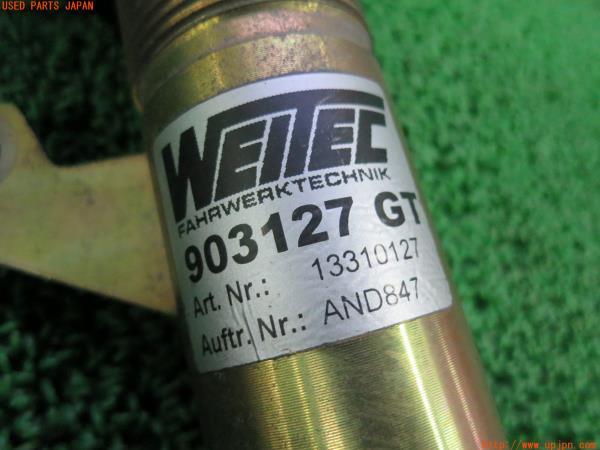 USED PARTS JAPAN
WEITEC
FAHRWERKTECHNIK
903127 GT
Art. Nr.: 13310127
Auftr. Nr.: AND847
http://www.upjpn.com/